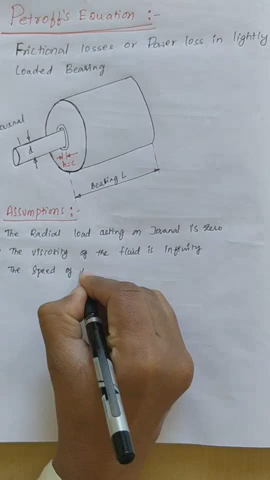 Petroff's Equation :-
Frictional losses or Power loss in lightly
Loaded Bearing
Journal
d
h=c
Bearing L
Assumptions :-
The Radial load acting on Jouranal is Zero
The viscosity of the fluid is Infinity
The Speed of